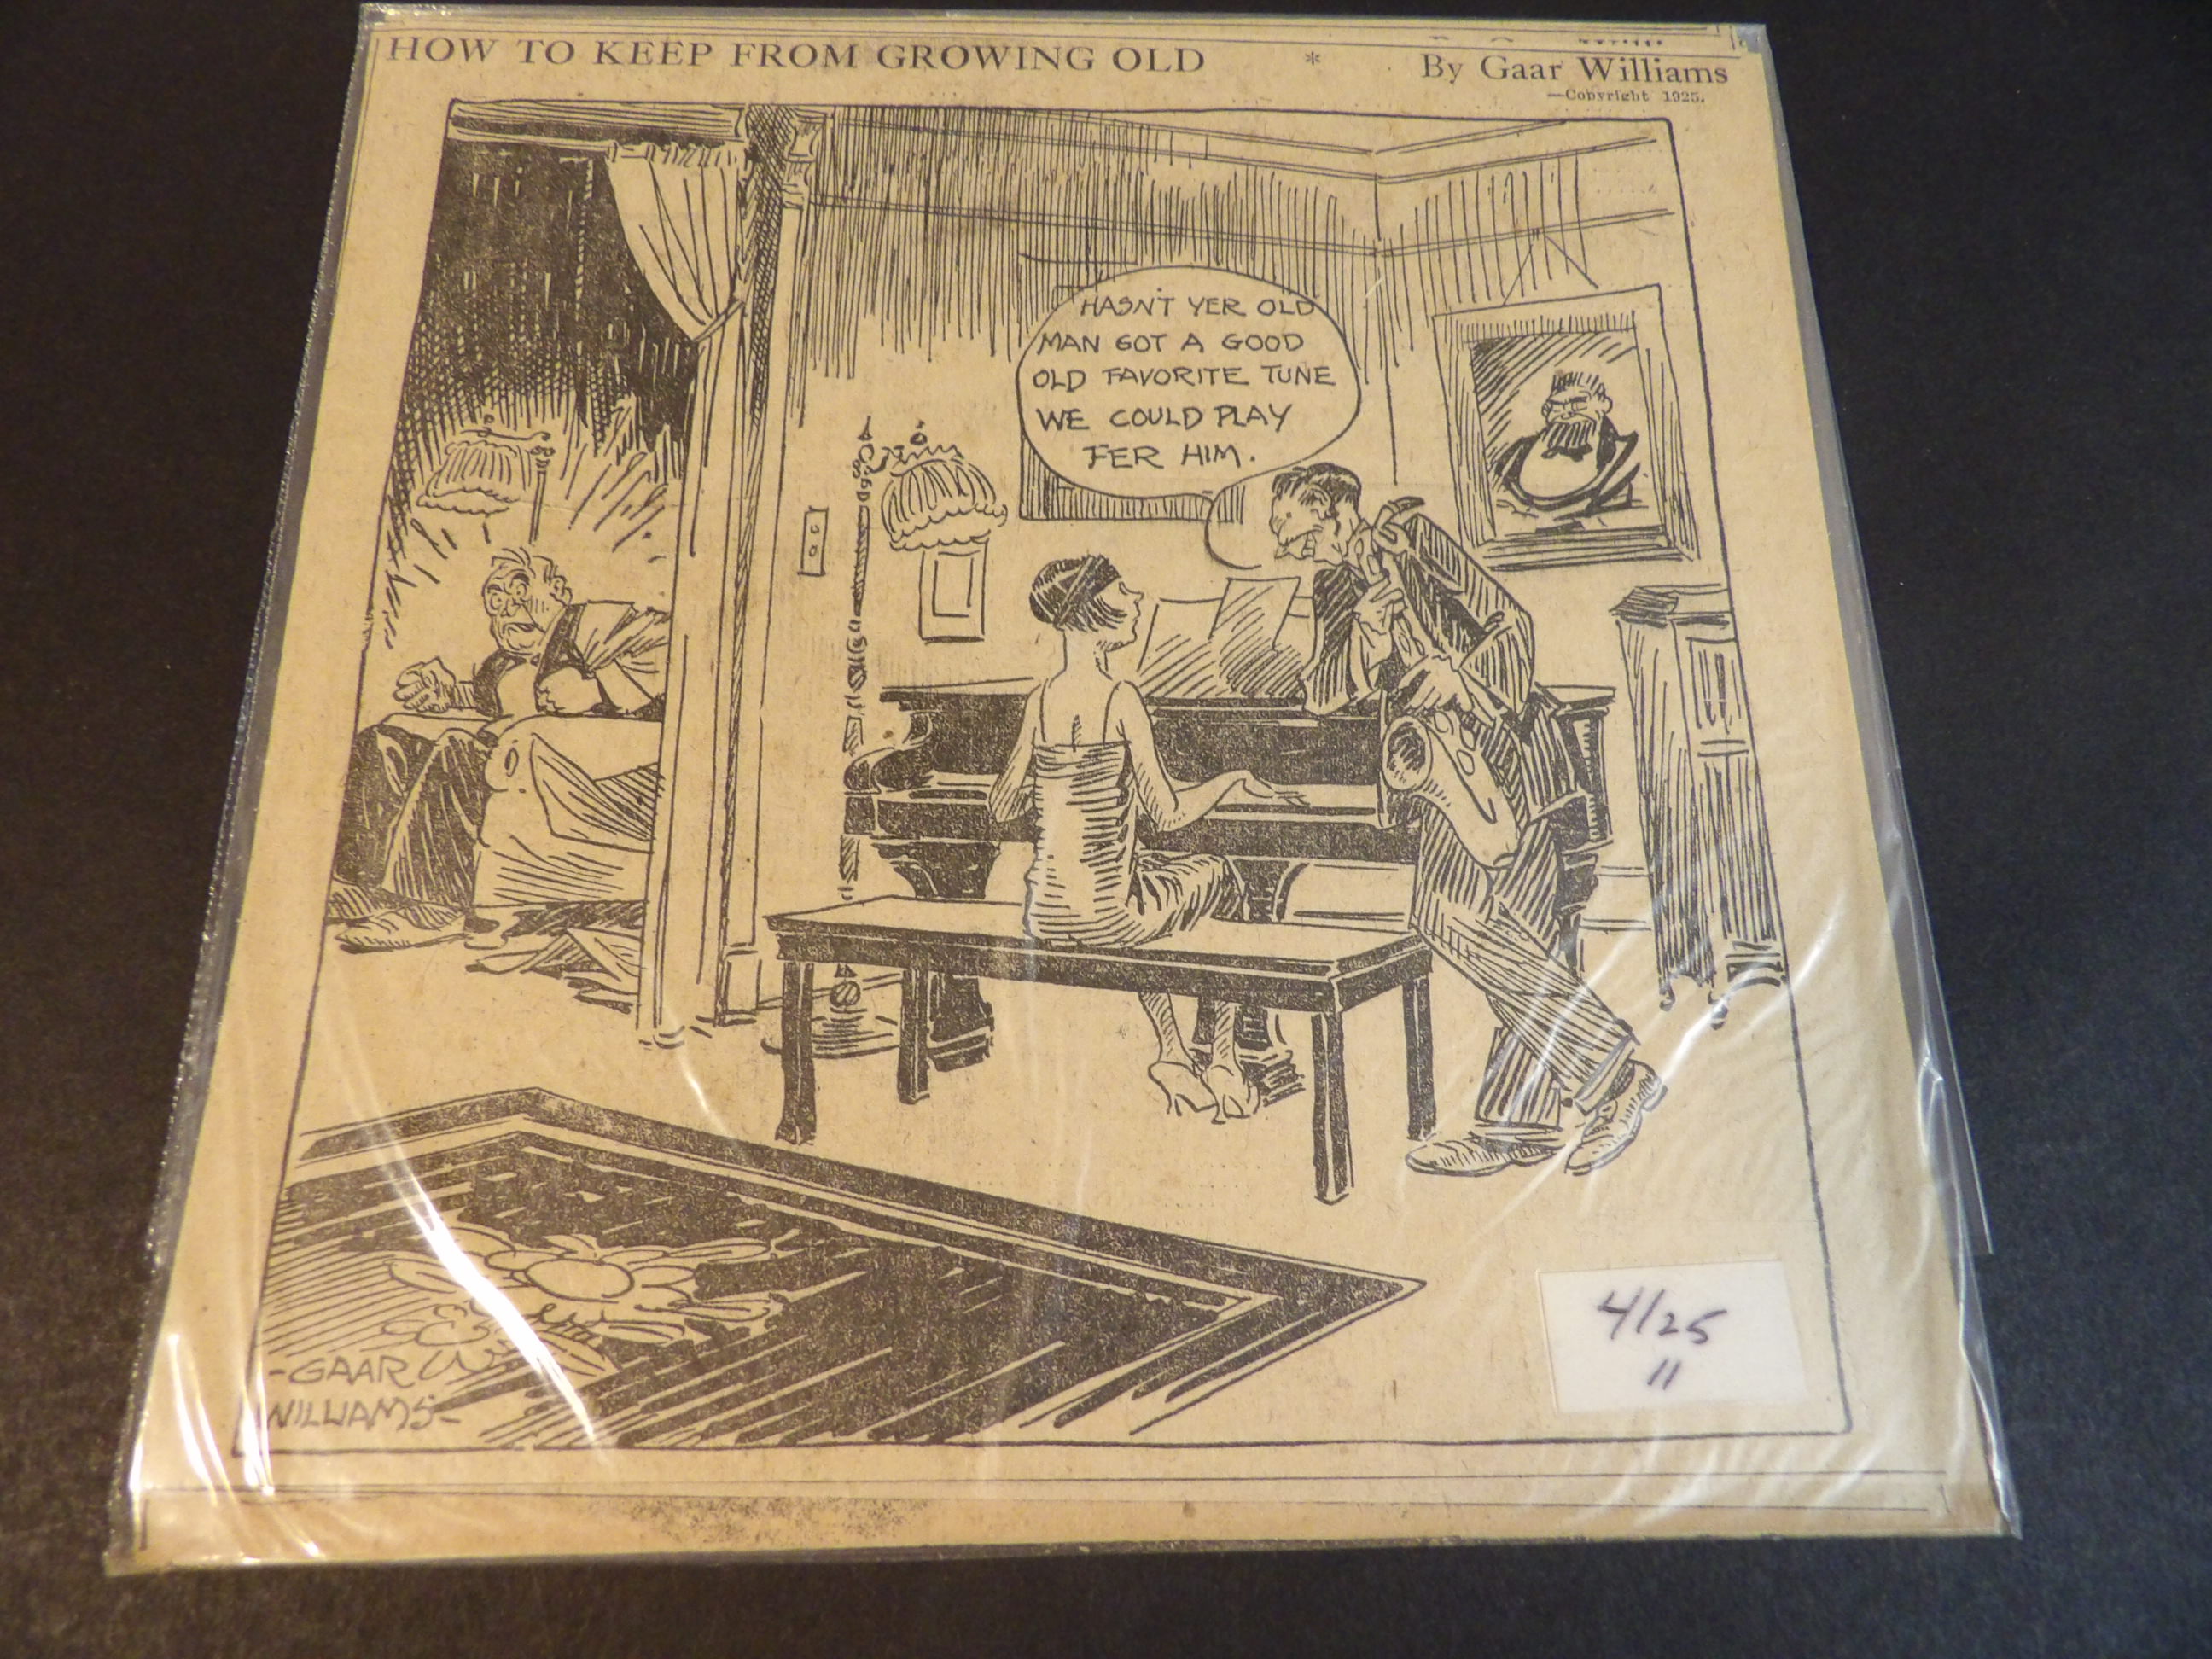 HOW TO KEEP FROM GROWING OLD * By Gaar Williams
—Copyright 1925.
HASN'T YER OLD
MAN GOT A GOOD
OLD FAVORITE TUNE
WE COULD PLAY
FER HIM.
4/25
11
-GAAR
WILLIAMS-